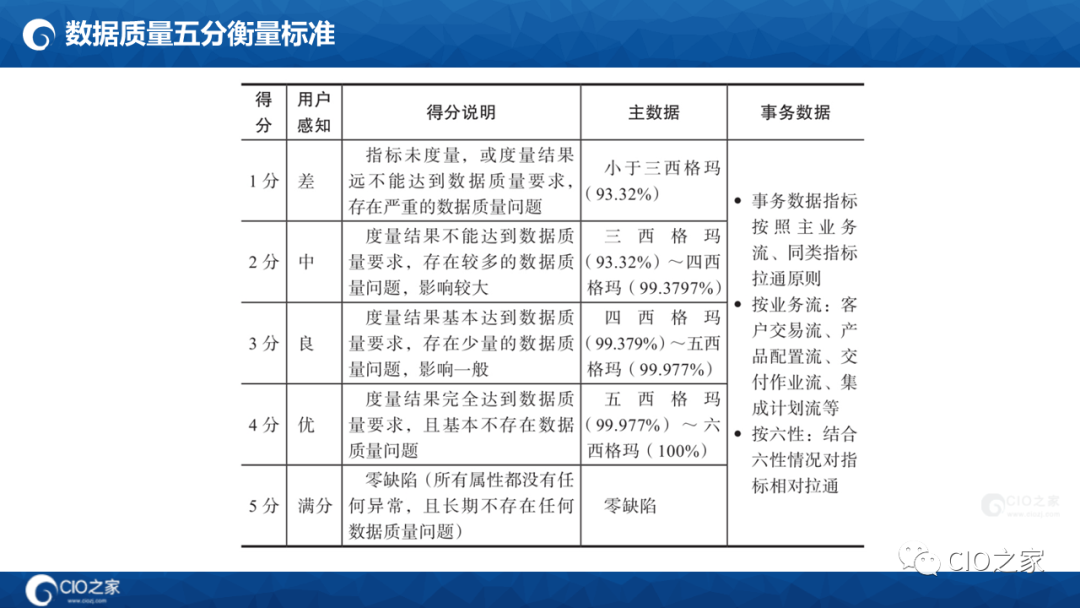 数据质量五分衡量标准
得分
用户感知
得分说明
主数据
事务数据
1分
差
指标未度量，或度量结果
远不能达到数据质量要求，
存在严重的数据质量问题
小于三西格玛
（93.32%）
2分
中
度量结果不能达到数据质
量要求，存在较多的数据质
量问题，影响较大
三西格玛
（93.32%）～四西
格玛（99.3797%）
3分
良
度量结果基本达到数据质
量要求，存在少量的数据质
量问题，影响一般
四西格玛
（99.379%）～五西
格玛（99.977%）
4分
优
度量结果完全达到数据质
量要求，且基本不存在数据
质量问题
五西格玛
（99.977%）～六
西格玛（100%）
5分
满分
零缺陷（所有属性都没有任
何异常，且长期不存在任何
数据质量问题）
零缺陷
• 事务数据指标
按照主业务
流、同类指标
拉通原则
• 按业务流：客
户交易流、产
品配置流、交
付作业流、集
成计划流等
• 按六性：结合
六性情况对指
标相对拉通
CIO之家
www.ciozj.com
CIO之家
CIO之家
www.ciozj.com